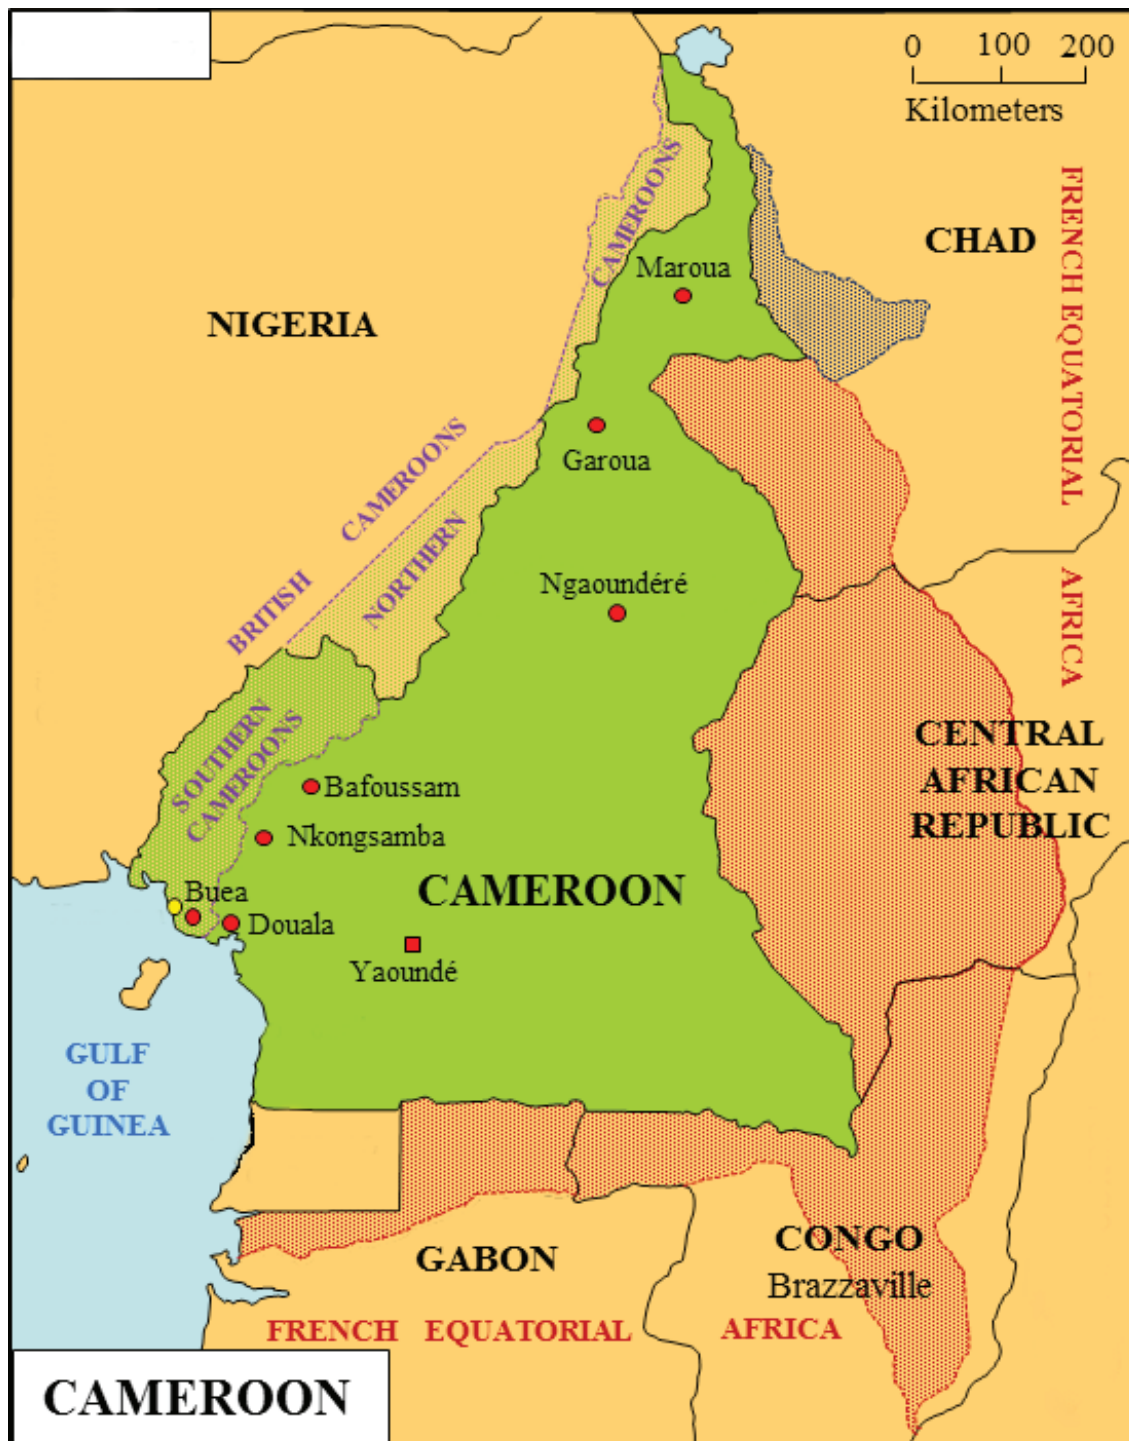 0 100 200
Kilometers
CAMEROONS
FRENCH EQUATORIAL
CHAD
Maroua
NIGERIA
CAMEROONS
Garoua
NORTHERN
BRITISH
Ngaoundéré
AFRICA
SOUTHERN
CAMEROONS
CENTRAL
AFRICAN
REPUBLIC
Bafoussam
Nkongsamba
CAMEROON
Buea
Douala
Yaoundé
GULF
OF
GUINEA
CONGO
Brazzaville
GABON
FRENCH EQUATORIAL AFRICA
CAMEROON